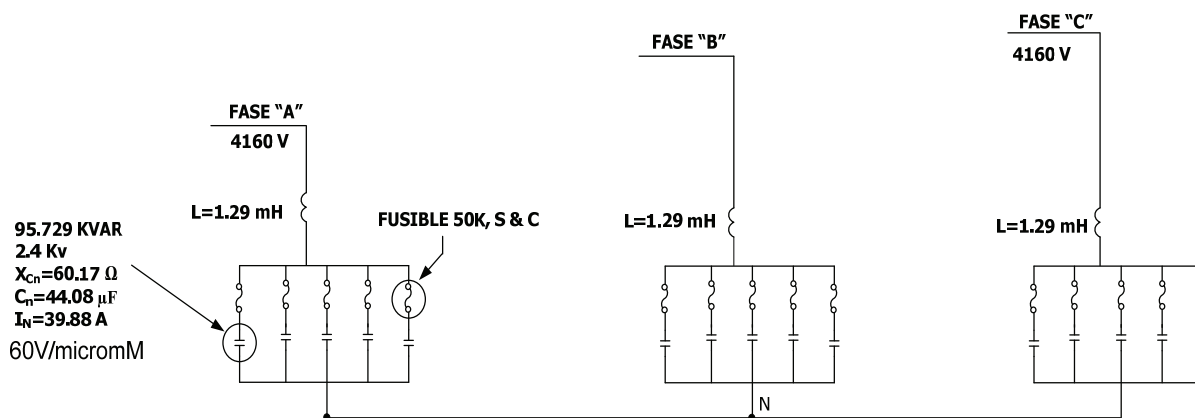 FASE "A"
4160 V
L=1.29 mH
95.729 KVAR
2.4 Kv
XCn=60.17 Ω
Cn=44.08 µF
IN=39.88 A
60V/micromM
FUSIBLE 50K, S & C
FASE "B"
L=1.29 mH
N
FASE "C"
4160 V
L=1.29 mH